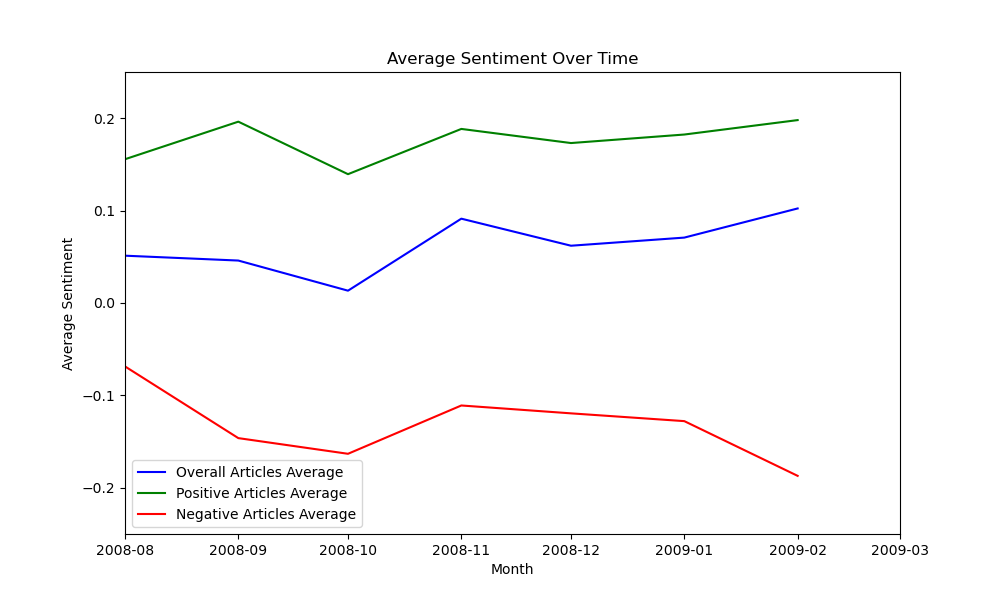 Average Sentiment Over Time
Average Sentiment
0.2
0.1
0.0
−0.1
−0.2
Overall Articles Average
Positive Articles Average
Negative Articles Average
2008-08 2008-09 2008-10 2008-11 2008-12 2009-01 2009-02 2009-03
Month